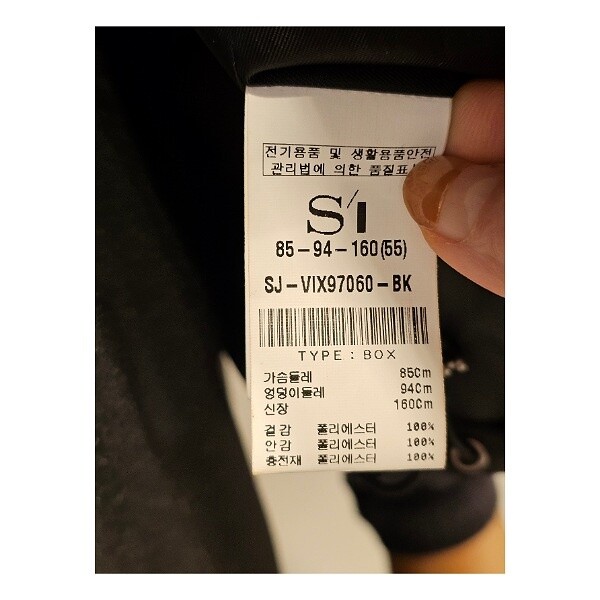 전기용품 및 생활용품안전
관리법에 의한 품질표
S'I
85-94-160(55)
SJ-VIX97060-BK
TYPE : BOX
가슴둘레 85Cm
엉덩이둘레 94Cm
신장 160Cm
겉감 폴리에스터 100%
안감 폴리에스터 100%
충전재 폴리에스터 100%